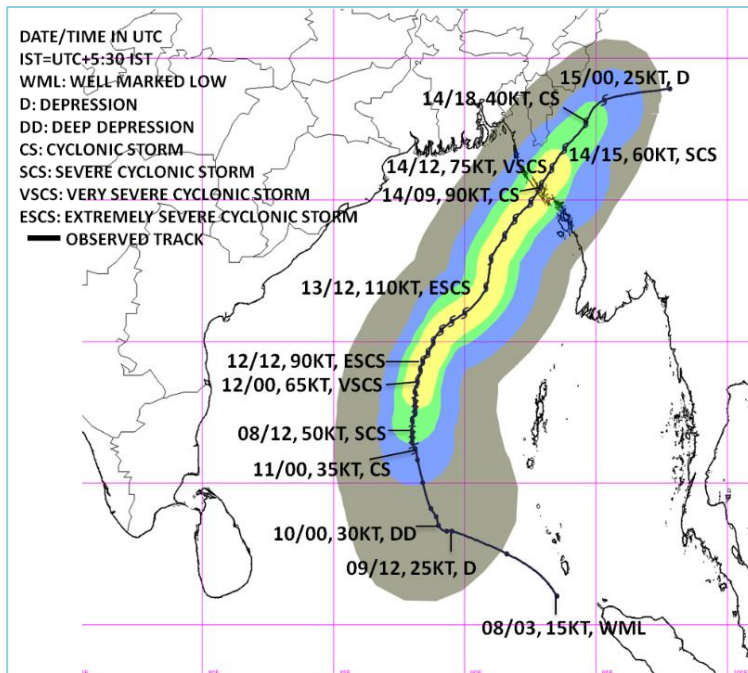 DATE/TIME IN UTC
IST=UTC+5:30 IST
WML: WELL MARKED LOW
D: DEPRESSION
DD: DEEP DEPRESSION
CS: CYCLONIC STORM
SCS: SEVERE CYCLONIC STORM
VSCS: VERY SEVERE CYCLONIC STORM
ESCS: EXTREMELY SEVERE CYCLONIC STORM
OBSERVED TRACK
15/00, 25KT, D
14/18, 40KT, CS
14/15, 60KT, SCS
14/12, 75KT, VSCS
14/09, 90KT, CS
13/12, 110KT, ESCS
12/12, 90KT, ESCS
12/00, 65KT, VSCS
08/12, 50KT, SCS
11/00, 35KT, CS
10/00, 30KT, DD
09/12, 25KT, D
08/03, 15KT, WML